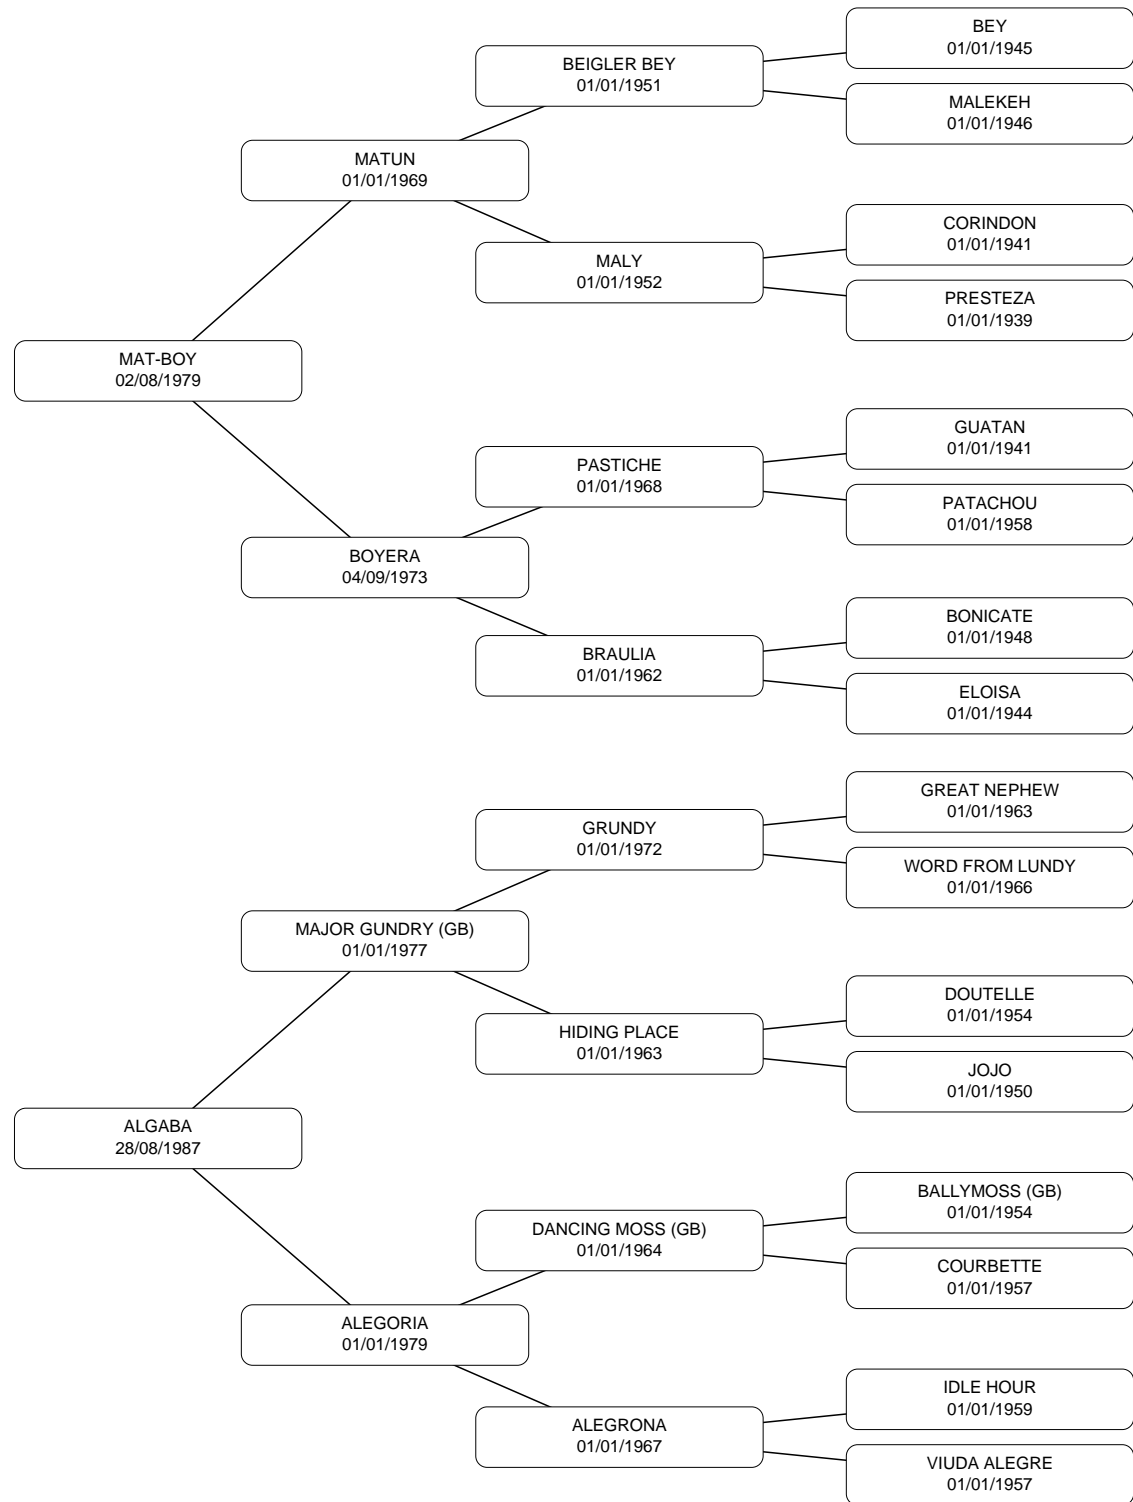 BEY
01/01/1945
BEIGLER BEY
01/01/1951
MALEKEH
01/01/1946
MATUN
01/01/1969
CORINDON
01/01/1941
MALY
01/01/1952
PRESTEZA
01/01/1939
MAT-BOY
02/08/1979
GUATAN
01/01/1941
PASTICHE
01/01/1968
PATACHOU
01/01/1958
BOYERA
04/09/1973
BONICATE
01/01/1948
BRAULIA
01/01/1962
ELOISA
01/01/1944
GREAT NEPHEW
01/01/1963
GRUNDY
01/01/1972
WORD FROM LUNDY
01/01/1966
MAJOR GUNDRY (GB)
01/01/1977
DOUTELLE
01/01/1954
HIDING PLACE
01/01/1963
JOJO
01/01/1950
ALGABA
28/08/1987
BALLYMOSS (GB)
01/01/1954
DANCING MOSS (GB)
01/01/1964
COURBETTE
01/01/1957
ALEGORIA
01/01/1979
IDLE HOUR
01/01/1959
ALEGRONA
01/01/1967
VIUDA ALEGRE
01/01/1957